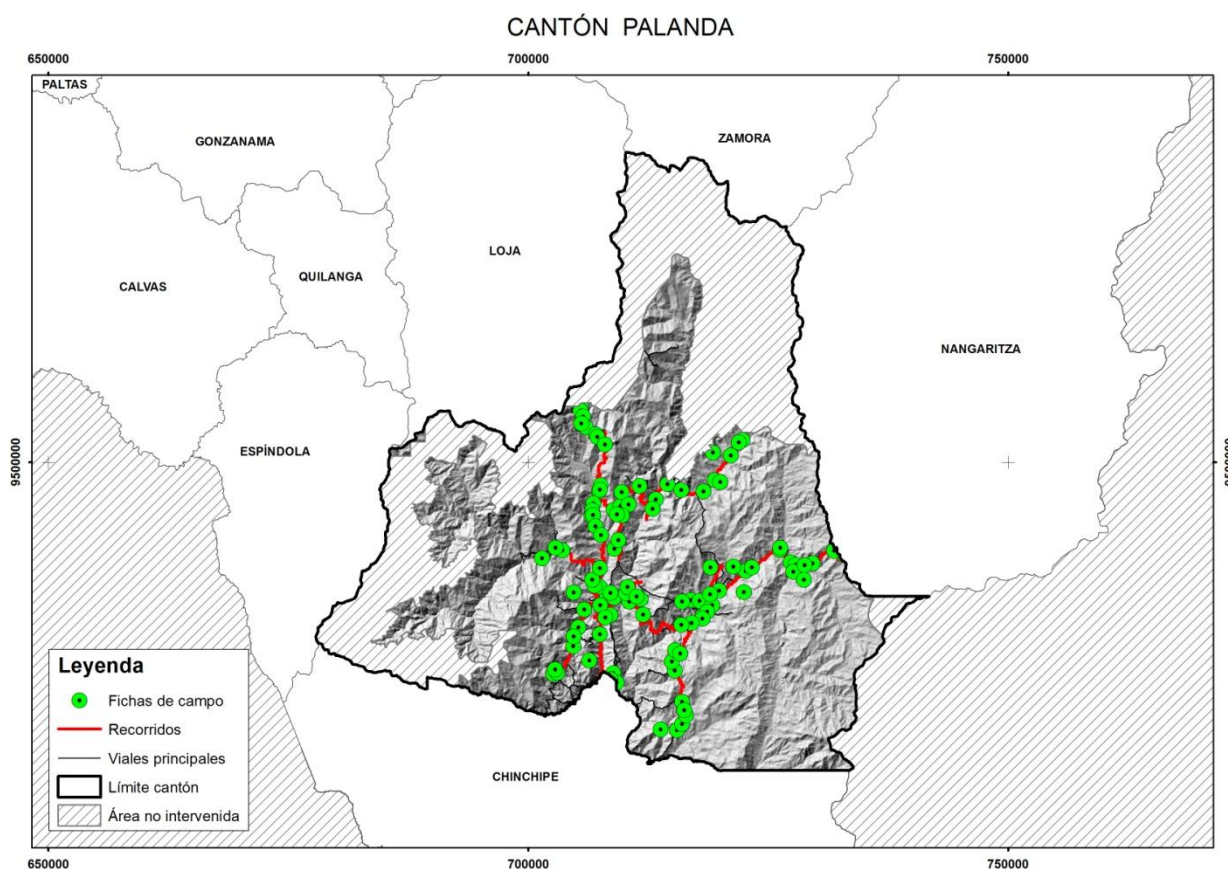 CANTÓN PALANDA
650000
700000
750000
PALTAS
GONZANAMA
ZAMORA
LOJA
CALVAS
QUILANGA
NANGARITZA
ESPÍNDOLA
9500000
9500000
Leyenda
Fichas de campo
Recorridos
Viales principales
Límite cantón
Área no intervenida
CHINCHIPE
650000
700000
750000